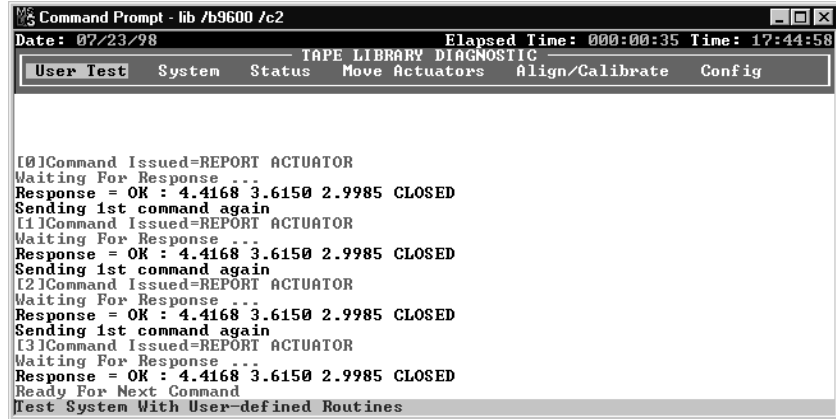 Command Prompt - lib /b9600 /c2
Date: 07/23/98 Elapsed Time: 000:00:35 Time: 17:44:58
TAPE LIBRARY DIAGNOSTIC
User Test System Status Move Actuators Align/Calibrate Config
[0]Command Issued=REPORT ACTUATOR
Waiting For Response ...
Response = OK : 4.4168 3.6150 2.9985 CLOSED
Sending 1st command again
[1]Command Issued=REPORT ACTUATOR
Waiting For Response ...
Response = OK : 4.4168 3.6150 2.9985 CLOSED
Sending 1st command again
[2]Command Issued=REPORT ACTUATOR
Waiting For Response ...
Response = OK : 4.4168 3.6150 2.9985 CLOSED
Sending 1st command again
[3]Command Issued=REPORT ACTUATOR
Waiting For Response ...
Response = OK : 4.4168 3.6150 2.9985 CLOSED
Ready For Next Command
Test System With User-defined Routines